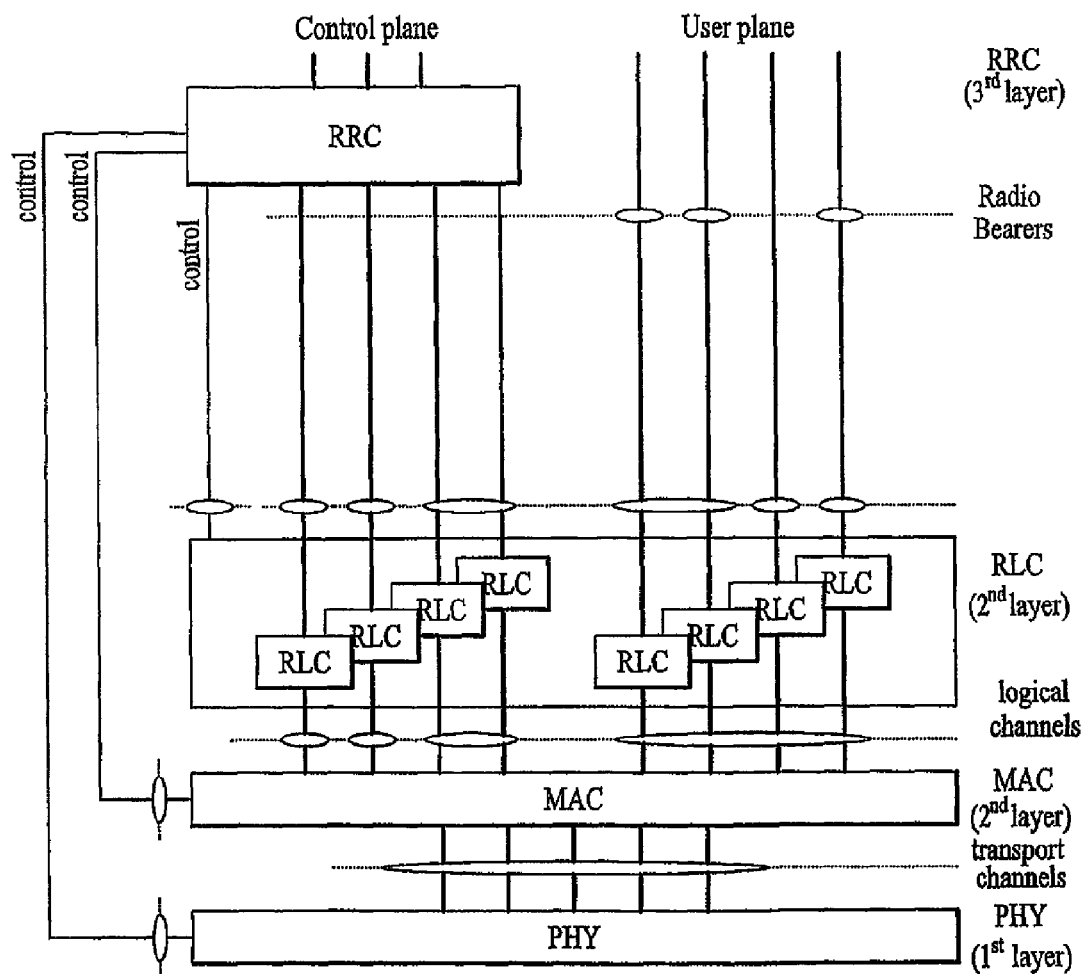 Control plane
User plane
RRC
(3rd layer)
RRC
control
control
control
Radio
Bearers
RLC
RLC
RLC
RLC
RLC
RLC
RLC
RLC
RLC
(2nd layer)
logical
channels
MAC
MAC
(2nd layer)
transport
channels
PHY
PHY
(1st layer)